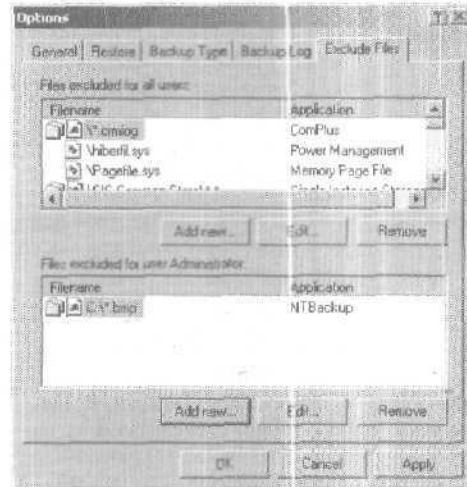 Options
General Restore Backup Type Backup Log Exclude Files
Files excluded for all users:
Filename Application
\*.crmlog ComPlus
\hiberfil.sys Power Management
\Pagefile.sys Memory Page File
Add new... Edit... Remove
Files excluded for user Administrator:
Filename Application
C:\*.bmp NTBackup
Add new... Edit... Remove
OK Cancel Apply